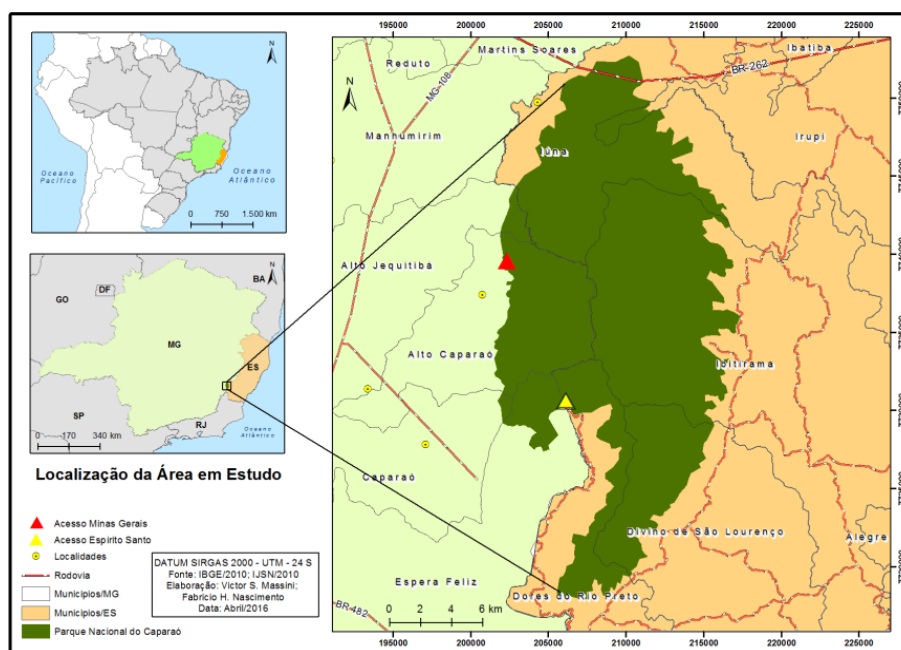 N
Oceano
Pacífico
Oceano
Atlântico
0 750 1.500 km
N
BA
GO
DF
MG
ES
SP
RJ
Oceano
Atlântico
0 170 340 km
Localização da Área em Estudo
Acesso Minas Gerais
Acesso Espirito Santo
Localidades
Rodovia
Municípios/MG
Municípios/ES
Parque Nacional do Caparaó
DATUM SIRGAS 2000 - UTM - 24 S
Fonte: IBGE/2010; IJSN/2010
Elaboração: Victor S. Massini;
Fabricio H. Nascimento
Data: Abril/2016
195000 200000 205000 210000 215000 220000 225000
N
Reduto
Martins Soares
Ibatiba
BR-262
MG-108
Manhumirim
Iúna
Irupi
Alto Jequitibá
Alto Caparaó
Ibitirama
Caparaó
Divino de São Lourenço
Alegre
Espera Feliz
Dores do Rio Preto
BR-482
0 2 4 6 km
7745000
7740000
195000 200000 205000 210000 215000 220000 225000